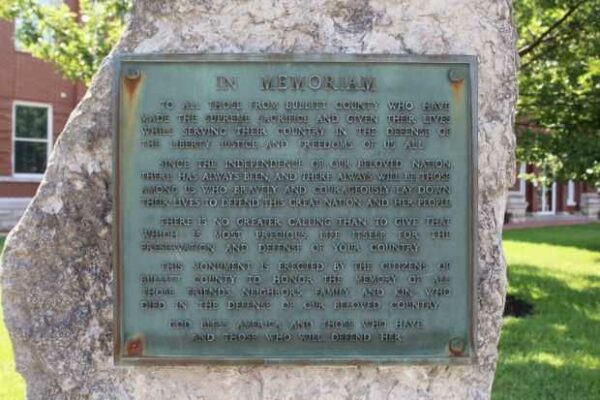 IN MEMORIAM
TO ALL THOSE FROM BULLITT COUNTY WHO HAVE
MADE THE SUPREME SACRIFICE AND GIVEN THEIR LIVES
WHILE SERVING THEIR COUNTRY IN THE DEFENSE OF
THE LIBERTY JUSTICE AND FREEDOMS OF US ALL
SINCE THE INDEPENDENCE OF OUR BELOVED NATION
THERE HAS ALWAYS BEEN, AND THERE ALWAYS WILL BE THOSE
AMONG US WHO BRAVELY AND COURAGEOUSLY LAY DOWN
THEIR LIVES TO DEFEND THIS GREAT NATION AND HER PEOPLE
THERE IS NO GREATER CALLING THAN TO GIVE THAT
WHICH IS MOST PRECIOUS LIFE ITSELF FOR THE
PRESERVATION AND DEFENSE OF YOUR COUNTRY
THIS MONUMENT IS ERECTED BY THE CITIZENS OF
BULLITT COUNTY TO HONOR THE MEMORY OF ALL
THOSE FRIENDS NEIGHBORS FAMILY AND KIN WHO
DIED IN THE DEFENSE OF OUR BELOVED COUNTRY
GOD BLESS AMERICA AND THOSE WHO HAVE
AND THOSE WHO WILL DEFEND HER